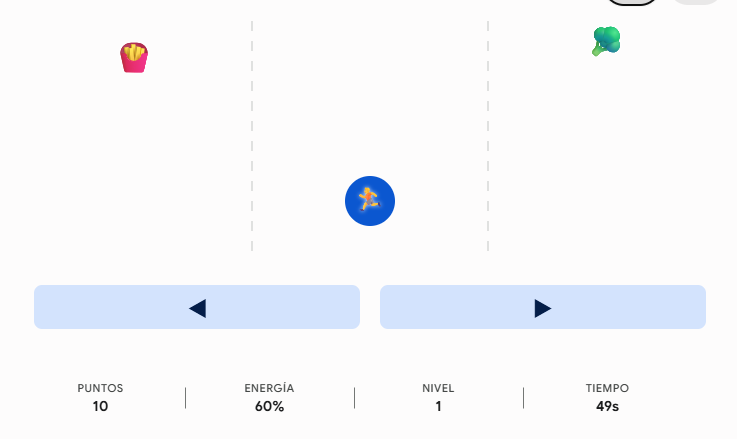 PUNTOS
10
ENERGÍA
60%
NIVEL
1
TIEMPO
49s